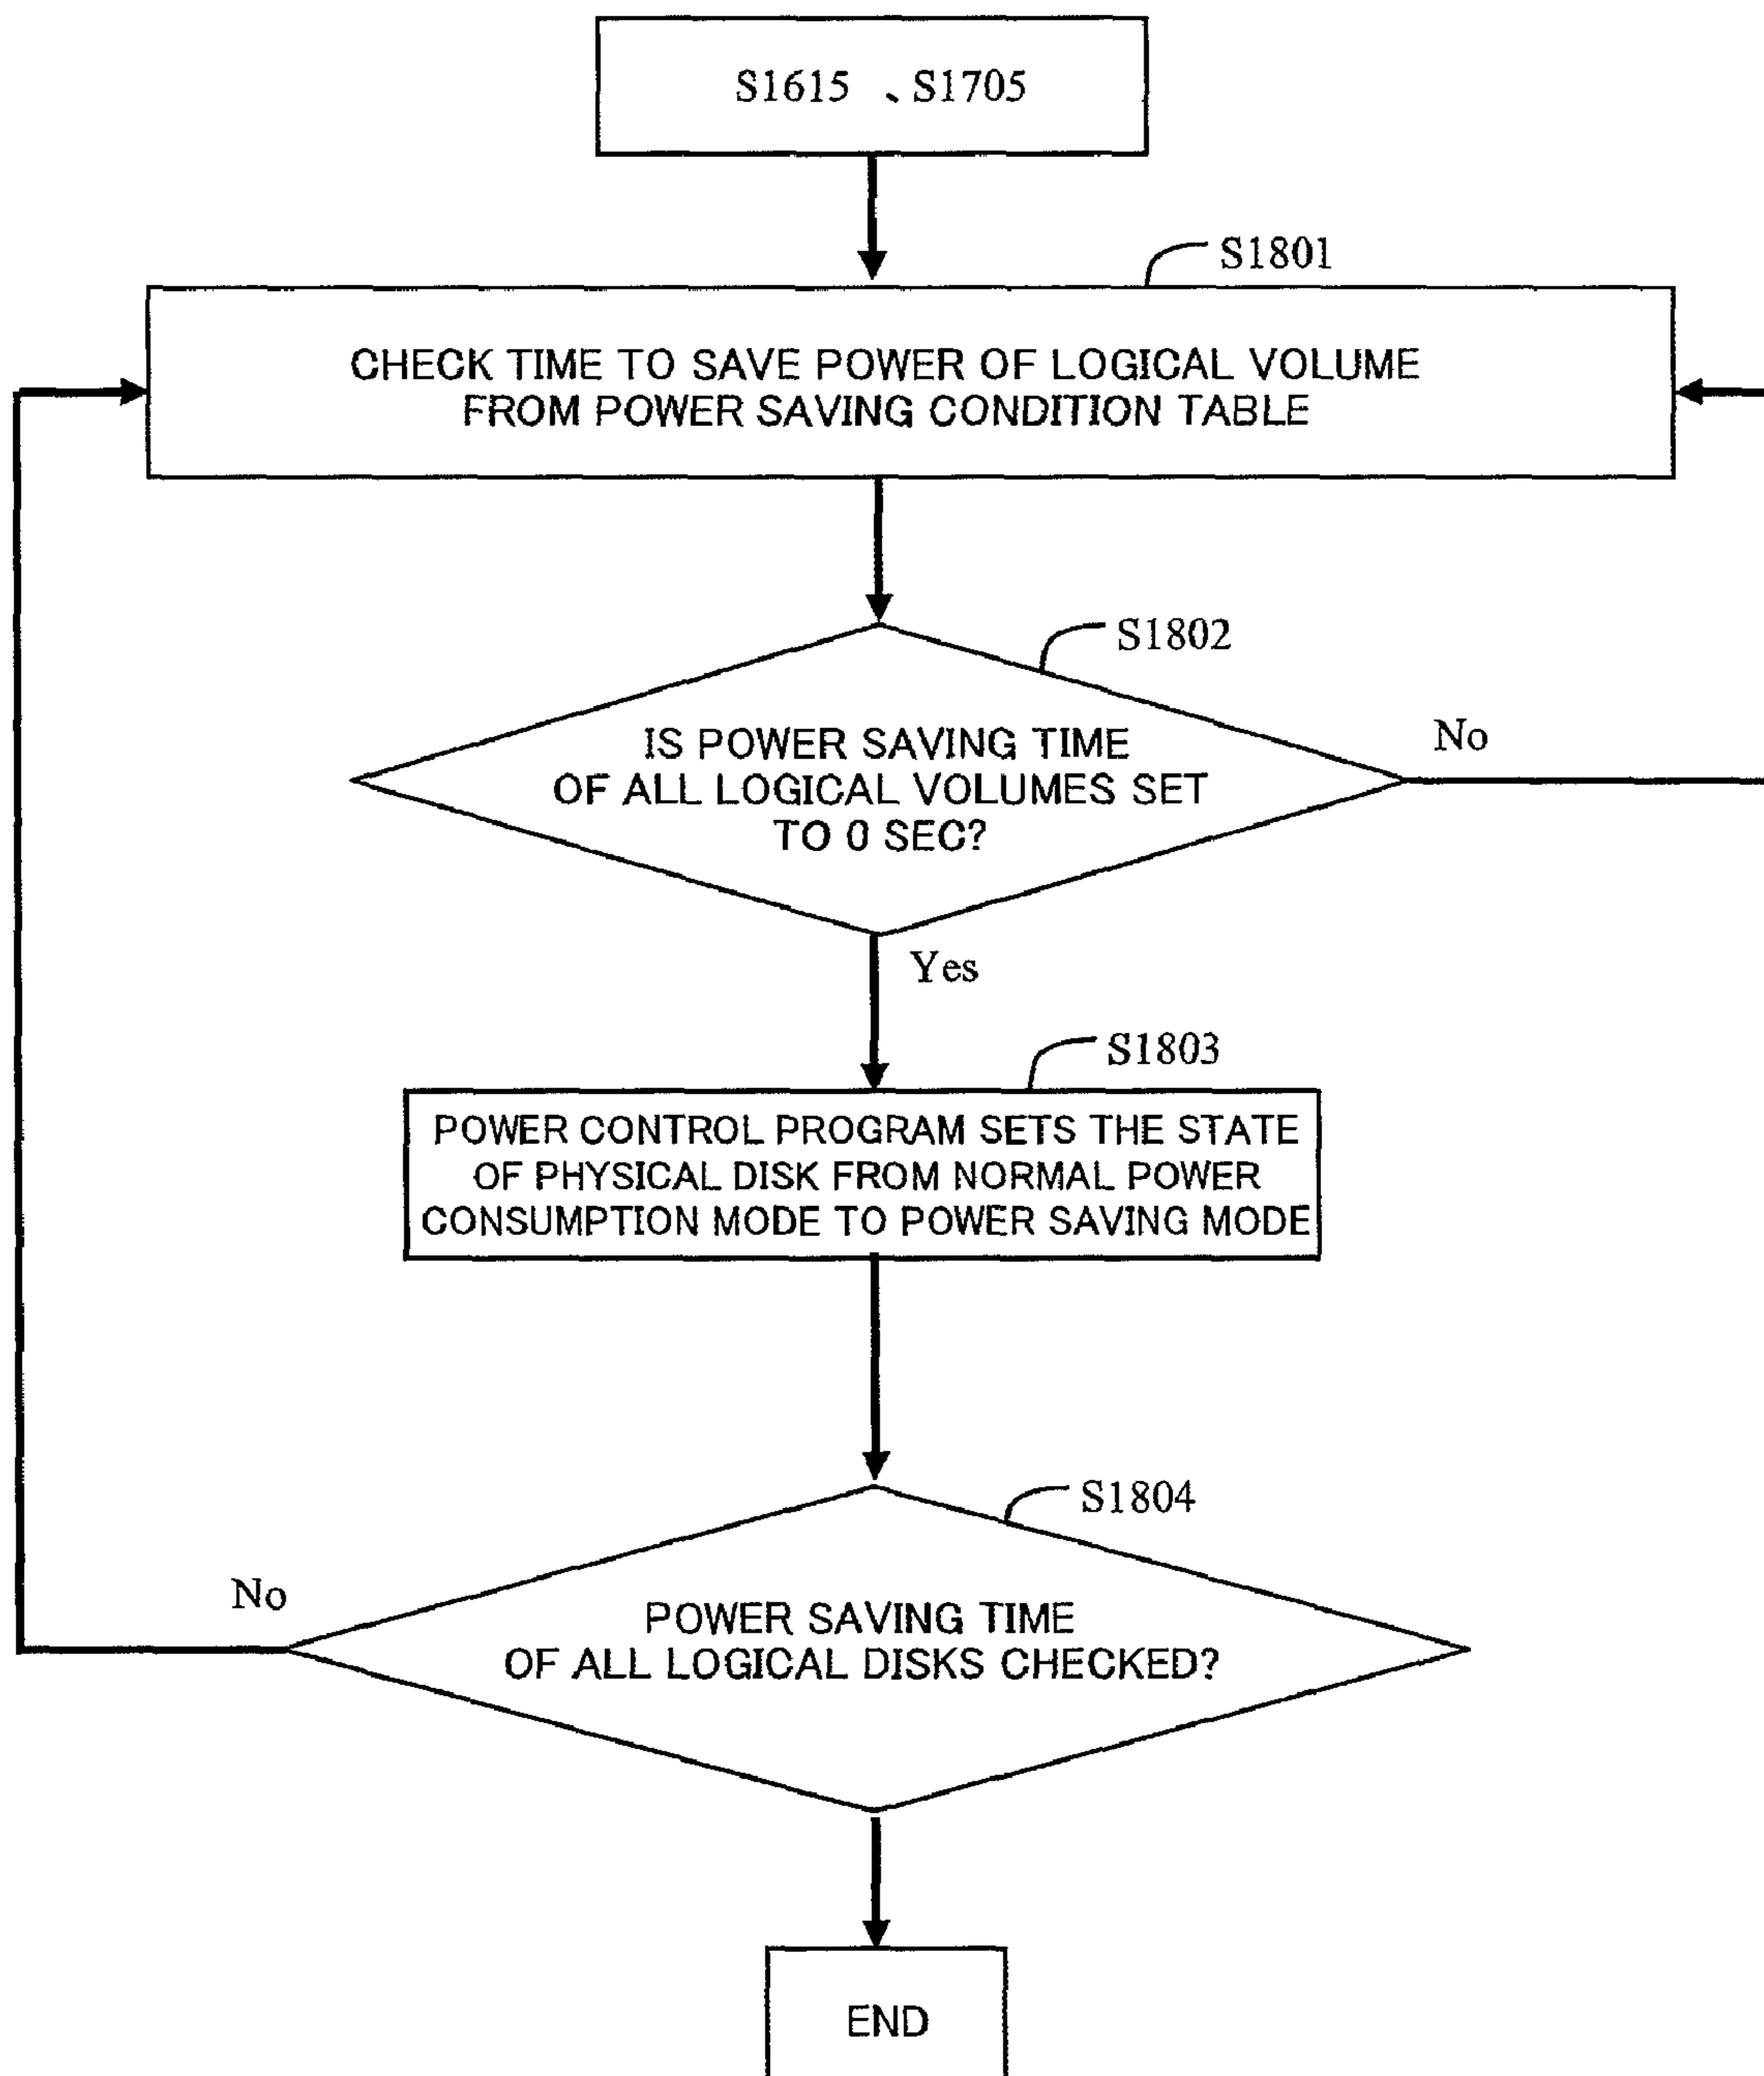 S1615 、S1705
S1801
CHECK TIME TO SAVE POWER OF LOGICAL VOLUME
FROM POWER SAVING CONDITION TABLE
S1802
IS POWER SAVING TIME
OF ALL LOGICAL VOLUMES SET
TO 0 SEC?
No
Yes
S1803
POWER CONTROL PROGRAM SETS THE STATE
OF PHYSICAL DISK FROM NORMAL POWER
CONSUMPTION MODE TO POWER SAVING MODE
S1804
No
POWER SAVING TIME
OF ALL LOGICAL DISKS CHECKED?
END